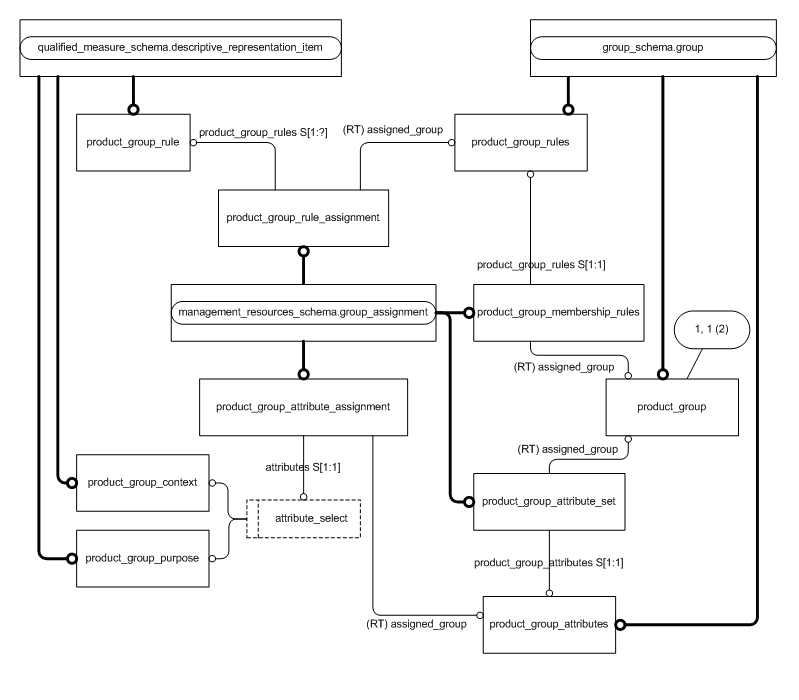 qualified_measure_schema.descriptive_representation_item
group_schema.group
product_group_rule
product_group_rules S[1:?]
(RT) assigned_group
product_group_rules
product_group_rule_assignment
product_group_rules S[1:1]
management_resources_schema.group_assignment
product_group_membership_rules
1, 1 (2)
(RT) assigned_group
product_group_attribute_assignment
product_group
(RT) assigned_group
attributes S[1:1]
product_group_context
product_group_attribute_set
attribute_select
product_group_purpose
product_group_attributes S[1:1]
(RT) assigned_group
product_group_attributes